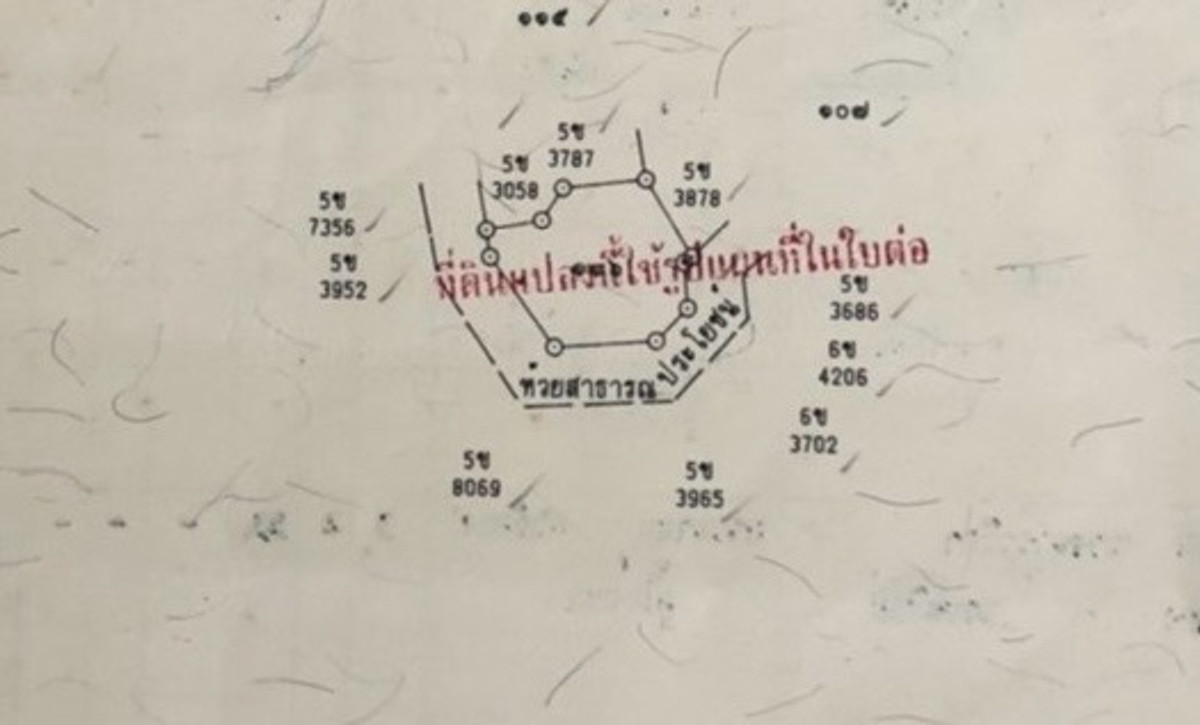 ๑๑๕
๑๐๗
5ข
3787
5ข
3058
5ข
3878
5ข
7356
5ข
3952
ที่ดินแปลงนี้ใช้รูปแผนที่ในใบต่อ
5ข
3686
6ข
4206
6ข
3702
ห้วยสาธารณประโยชน์
5ข
8069
5ข
3965